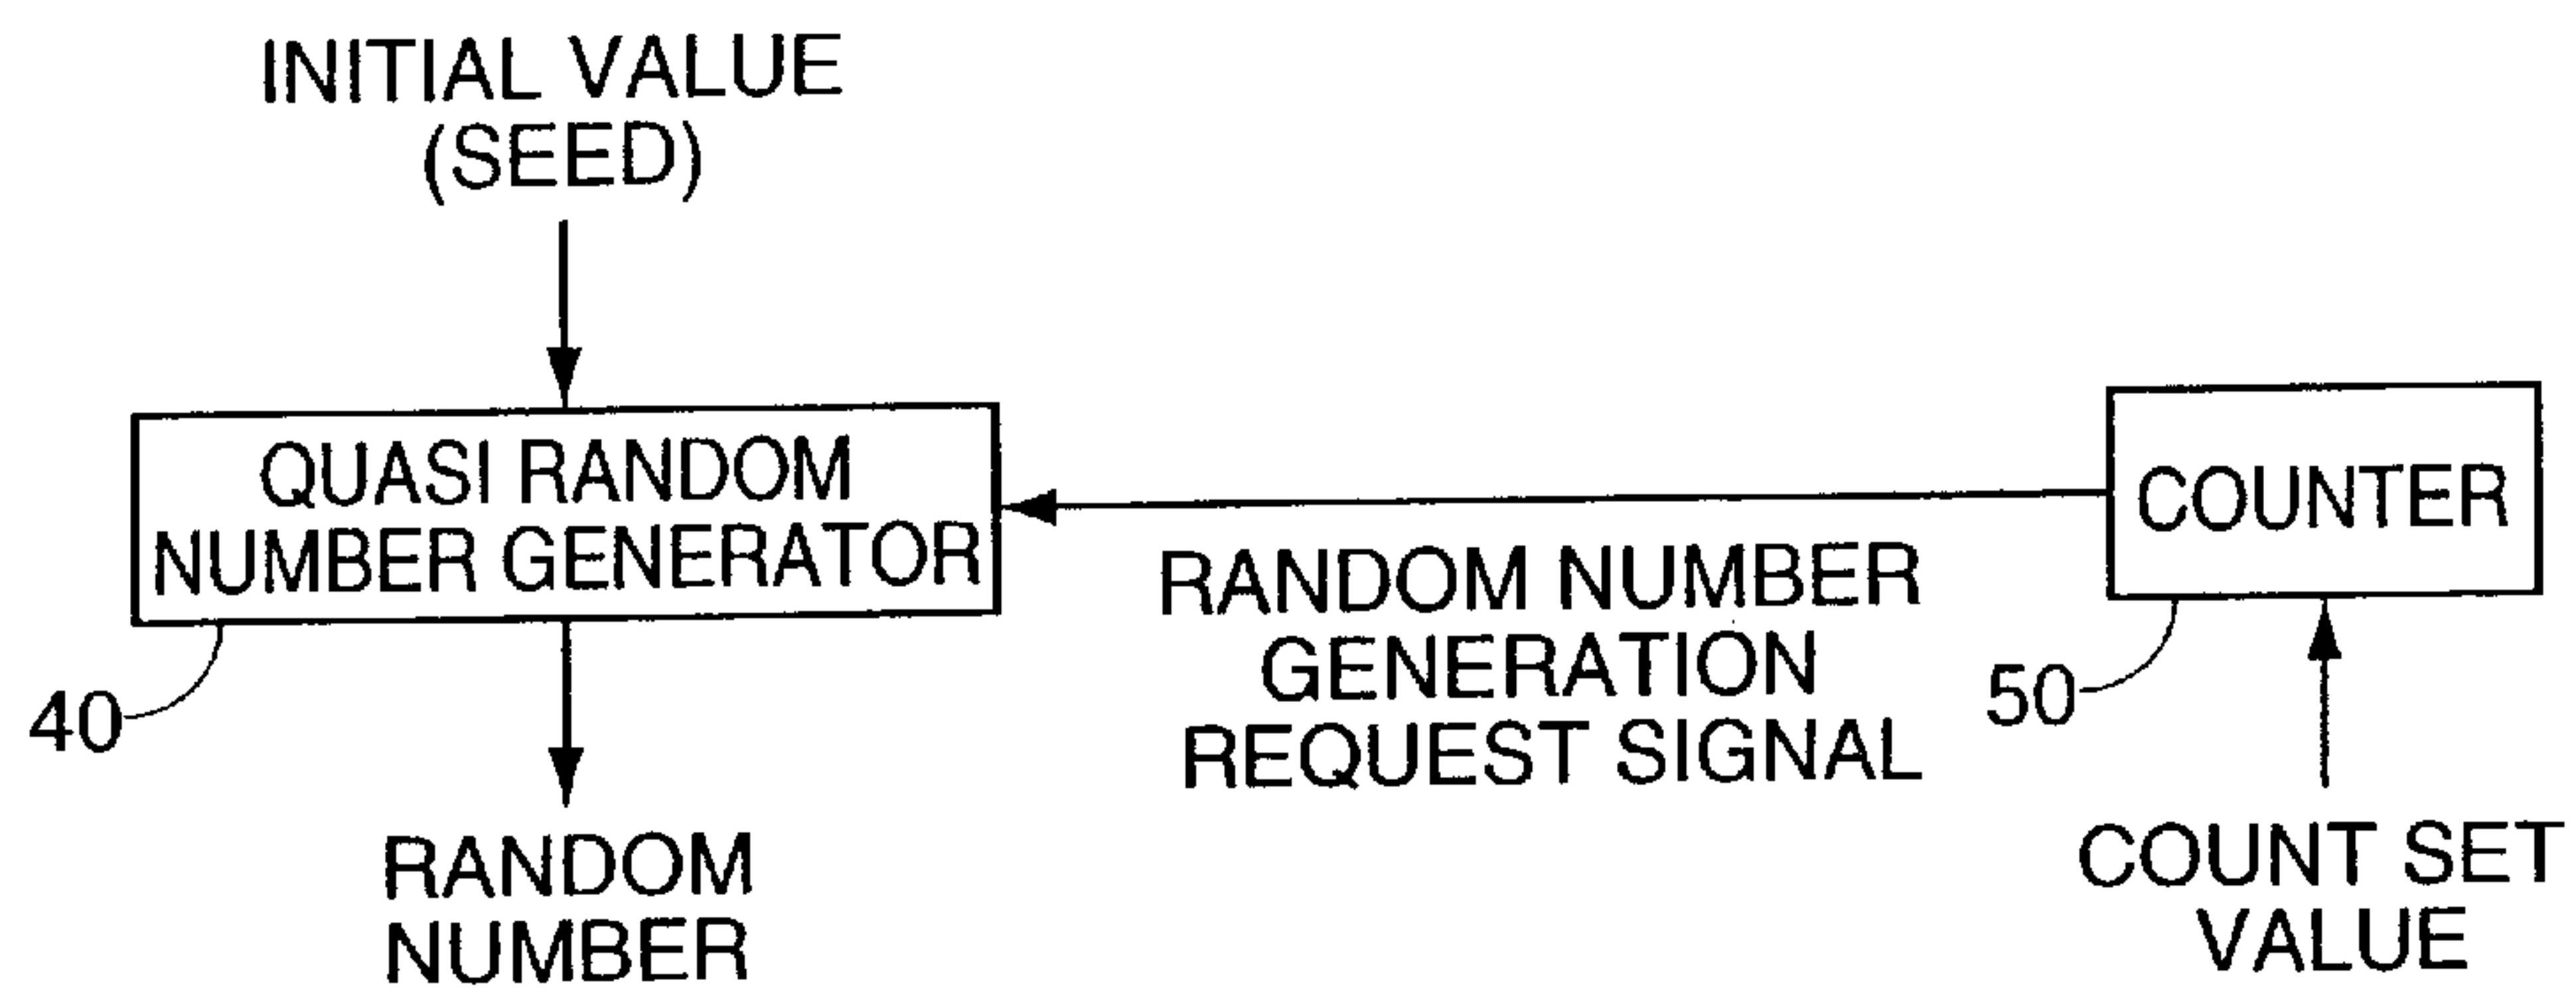 INITIAL VALUE
(SEED)
QUASI RANDOM
NUMBER GENERATOR
40
RANDOM
NUMBER
RANDOM NUMBER
GENERATION
REQUEST SIGNAL
COUNTER
50
COUNT SET
VALUE